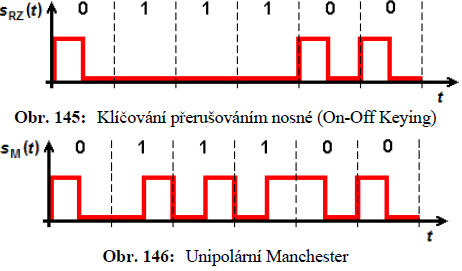 s_RZ(t) 0 1 1 1 0 0
t
Obr. 145: Klíčování přerušováním nosné (On-Off Keying)
s_M(t) 0 1 1 1 0 0
t
Obr. 146: Unipolární Manchester